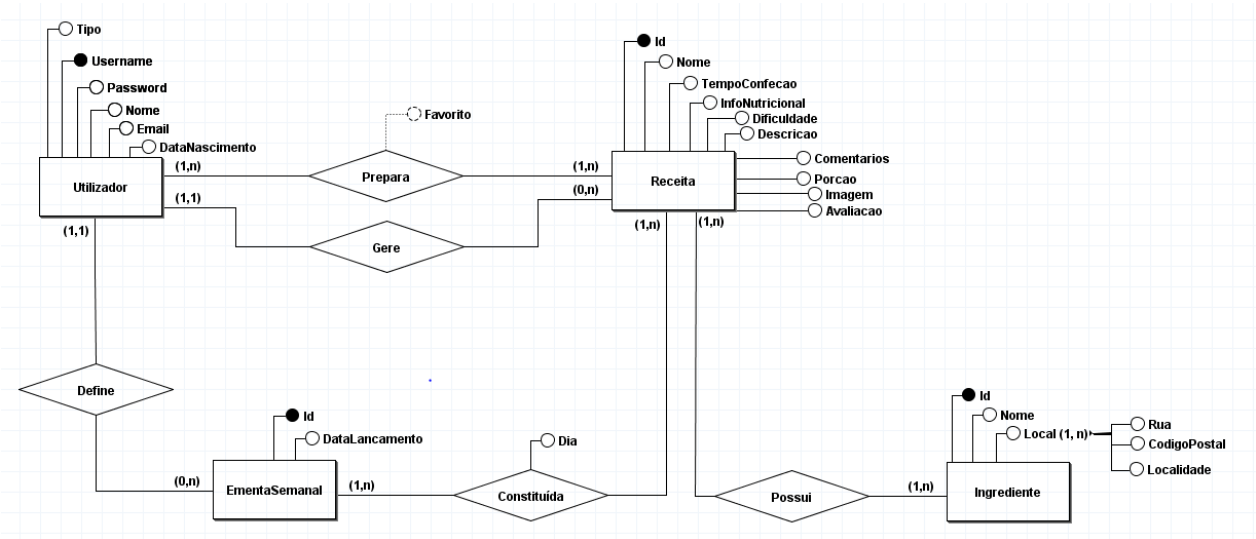 Tipo
Username
Password
Nome
Email
DataNascimento
Utilizador
(1,n)
(1,1)
(1,1)
Favorito
Prepara
Gere
(1,n)
(0,n)
Id
Nome
TempoConfecao
InfoNutricional
Dificuldade
Descricao
Receita
Comentarios
Porcao
Imagem
Avaliacao
(1,n)
(1,n)
Define
(0,n)
Id
DataLancamento
EmentaSemanal
(1,n)
Dia
Constituída
Possui
(1,n)
Id
Nome
Local (1, n)
Rua
CodigoPostal
Localidade
Ingrediente